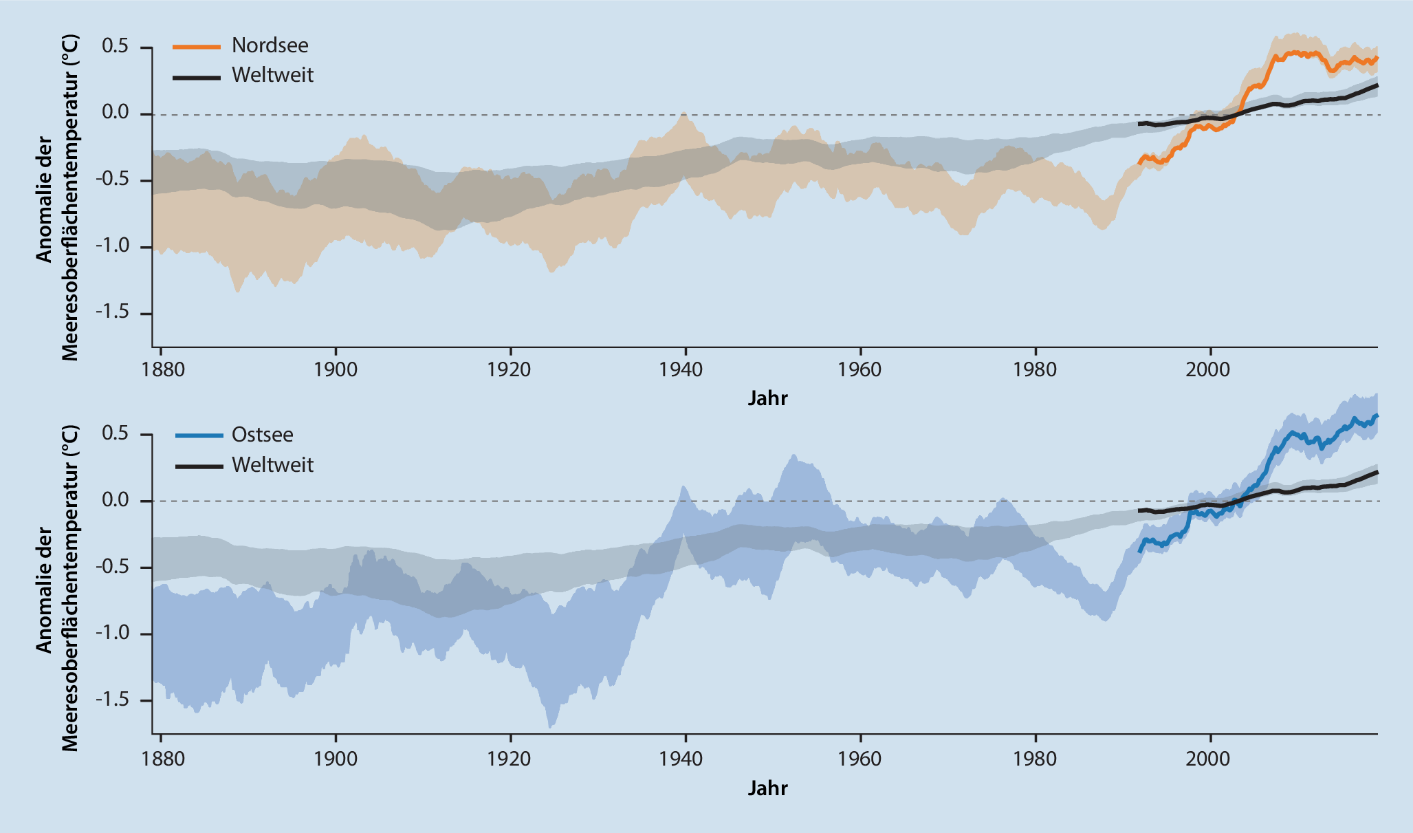 Anomalie der
Meeresoberflächentemperatur (°C)
0.5
0.0
-0.5
-1.0
-1.5
Nordsee
Weltweit
1880 1900 1920 1940 1960 1980 2000
Jahr
Anomalie der
Meeresoberflächentemperatur (°C)
0.5
0.0
-0.5
-1.0
-1.5
Ostsee
Weltweit
1880 1900 1920 1940 1960 1980 2000
Jahr